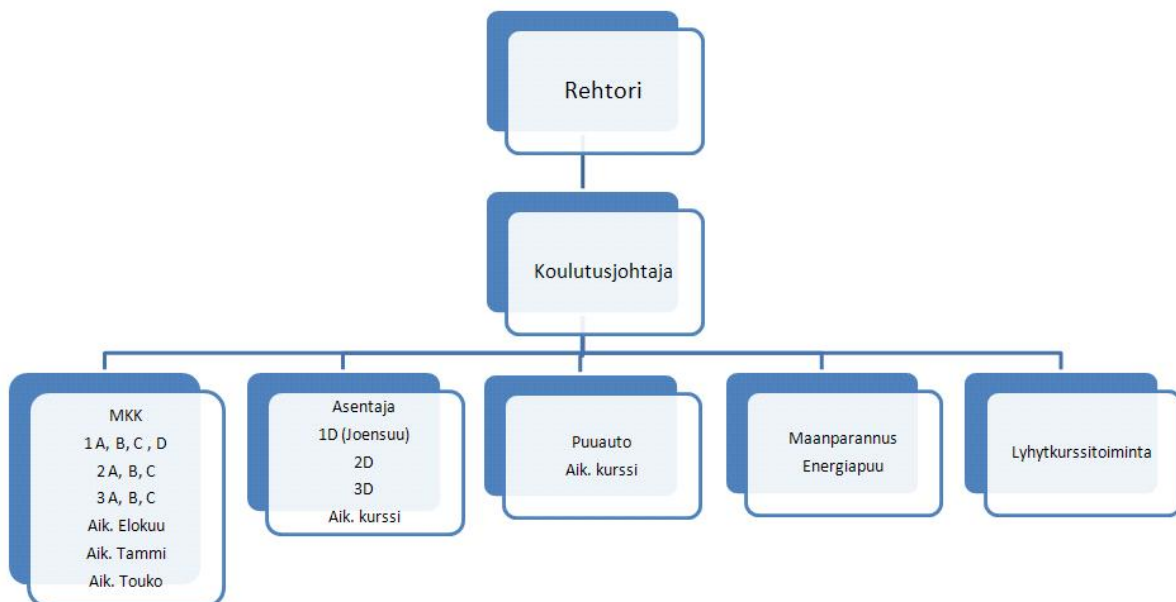 Rehtori
Koulutusjohtaja
MKK
1 A, B, C , D
2 A, B, C
3 A, B, C
Aik. Elokuu
Aik. Tammi
Aik. Touko
Asentaja
1D (Joensuu)
2D
3D
Aik. kurssi
Puuauto
Aik. kurssi
Maanparannus
Energiapuu
Lyhytkurssitoiminta